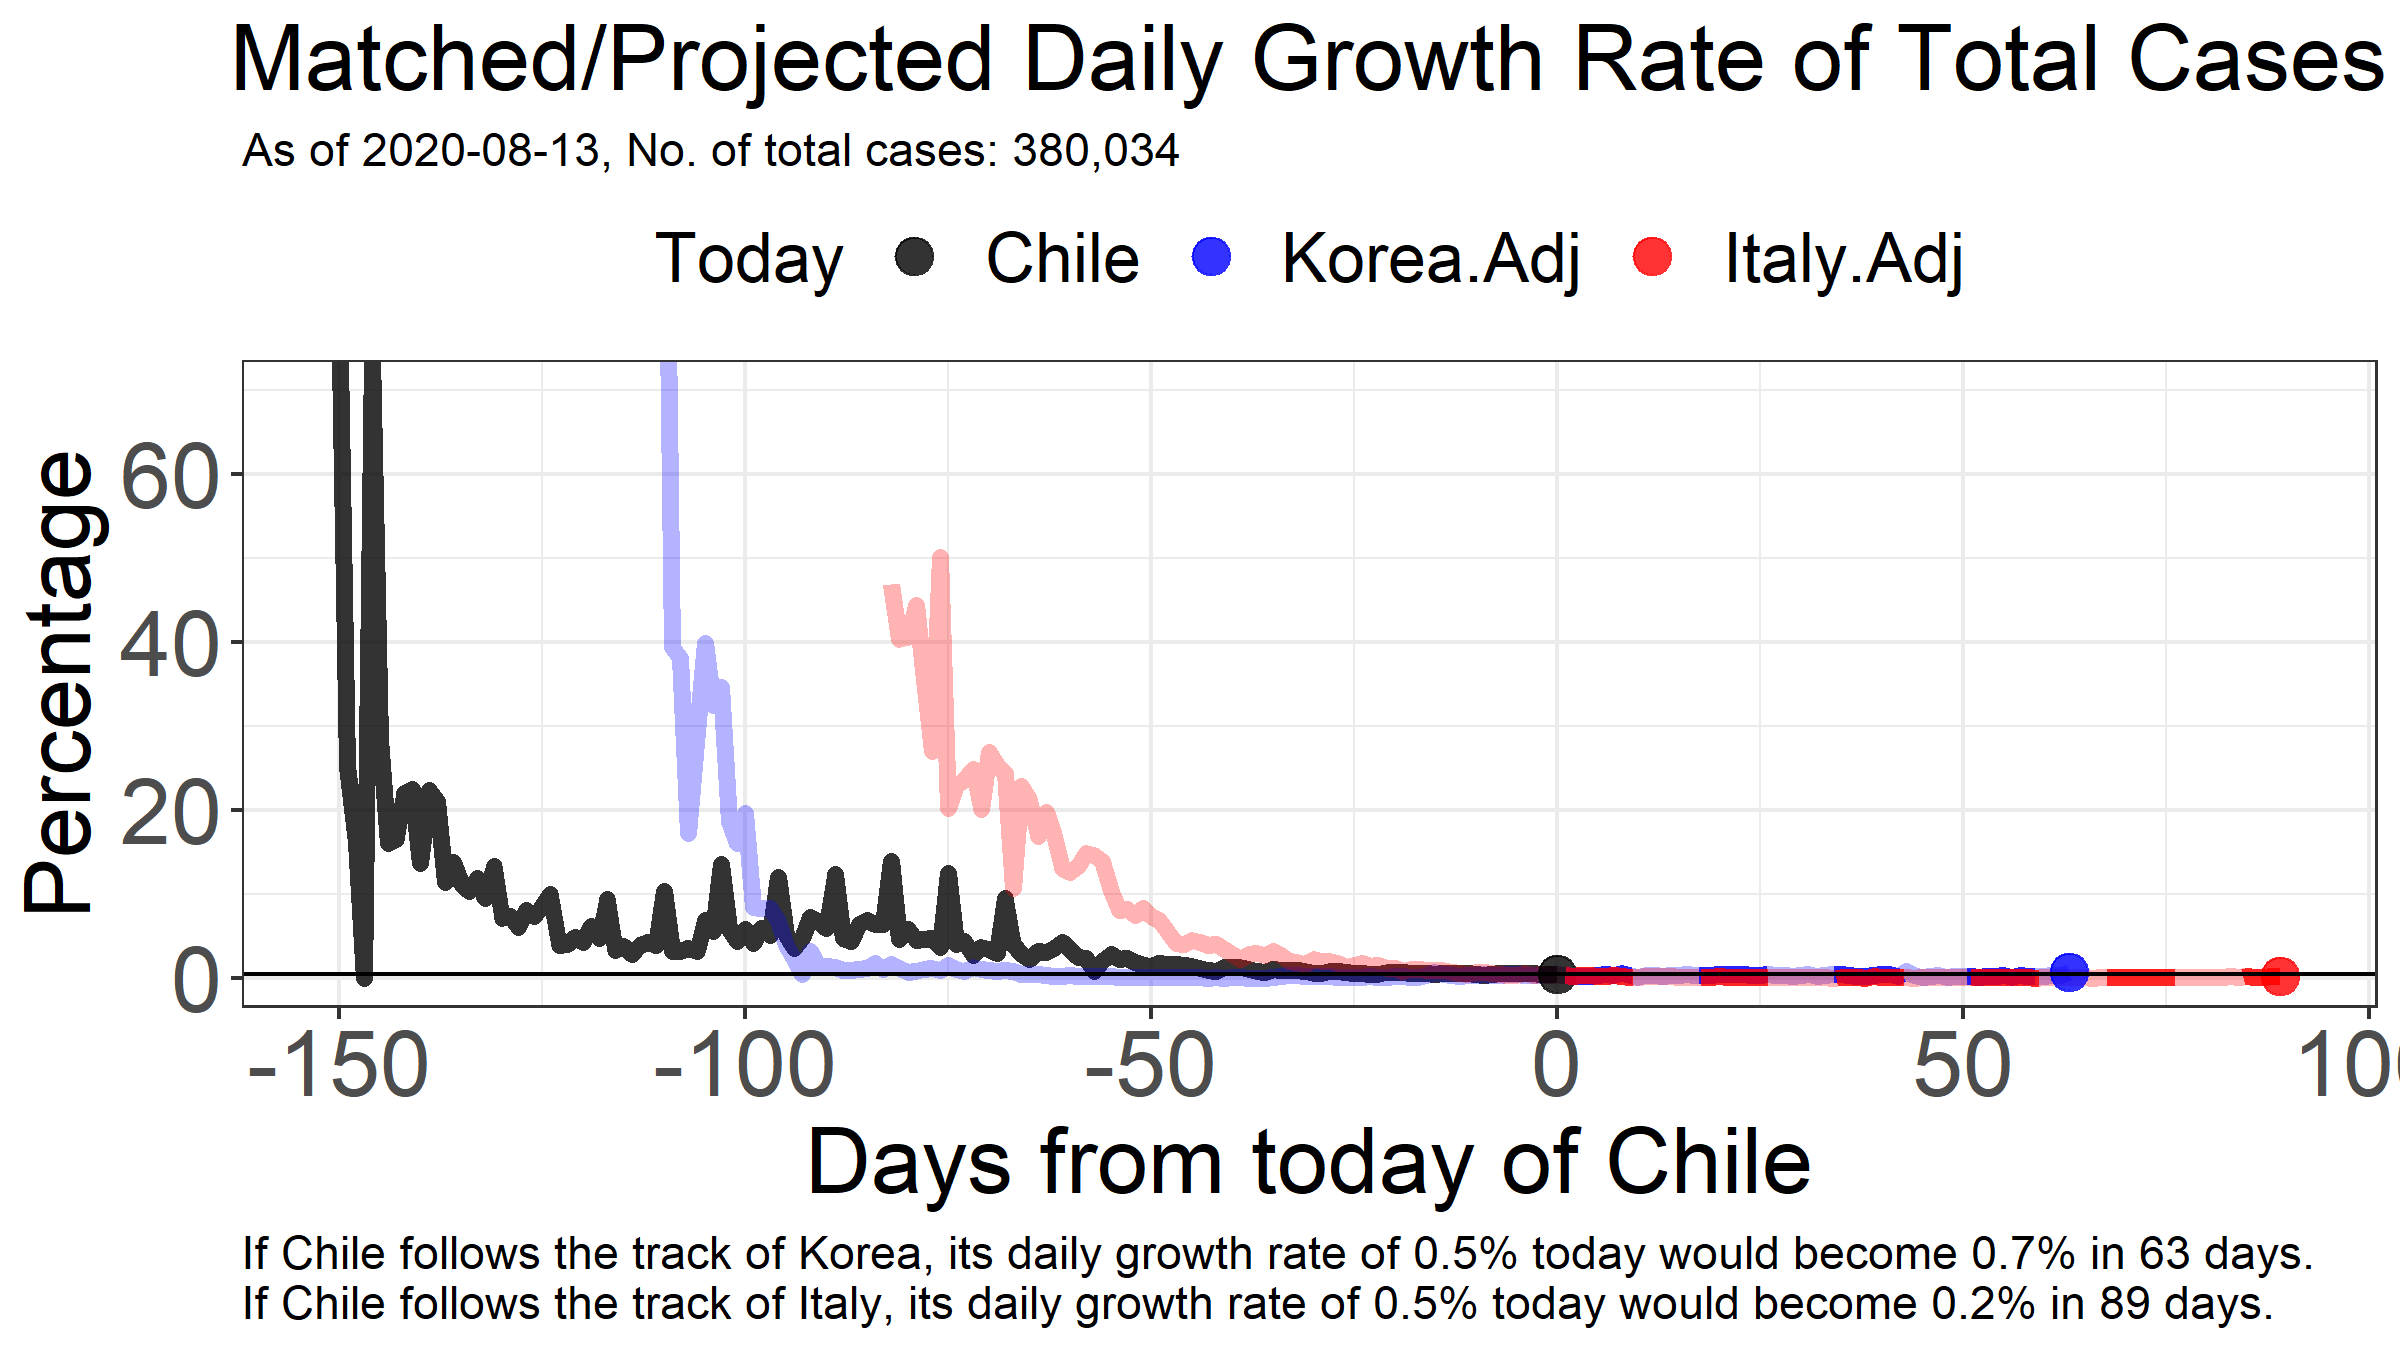 Matched/Projected Daily Growth Rate of Total Cases
As of 2020-08-13, No. of total cases: 380,034
Today Chile Korea.Adj Italy.Adj
Percentage
60
40
20
0
-150 -100 -50 0 50 10
Days from today of Chile
If Chile follows the track of Korea, its daily growth rate of 0.5% today would become 0.7% in 63 days.
If Chile follows the track of Italy, its daily growth rate of 0.5% today would become 0.2% in 89 days.